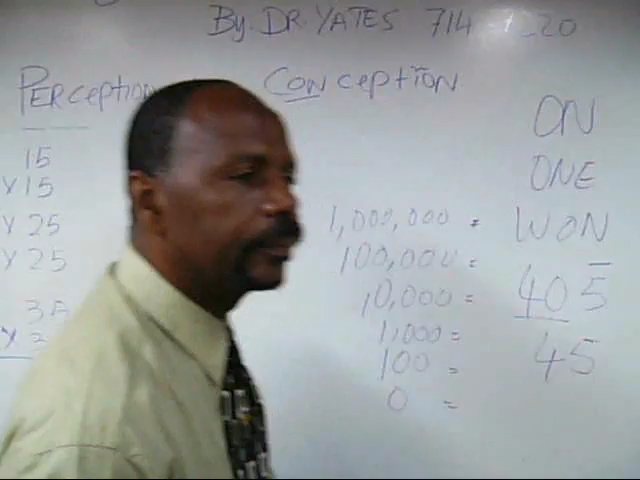 By. DR. YATES 714
PERception
CONception
15
x 15
x 25
x 25
3A
1,000,000 =
100,000 =
10,000 =
1,000 =
100 =
0 =
ON
ONE
WON
405
45